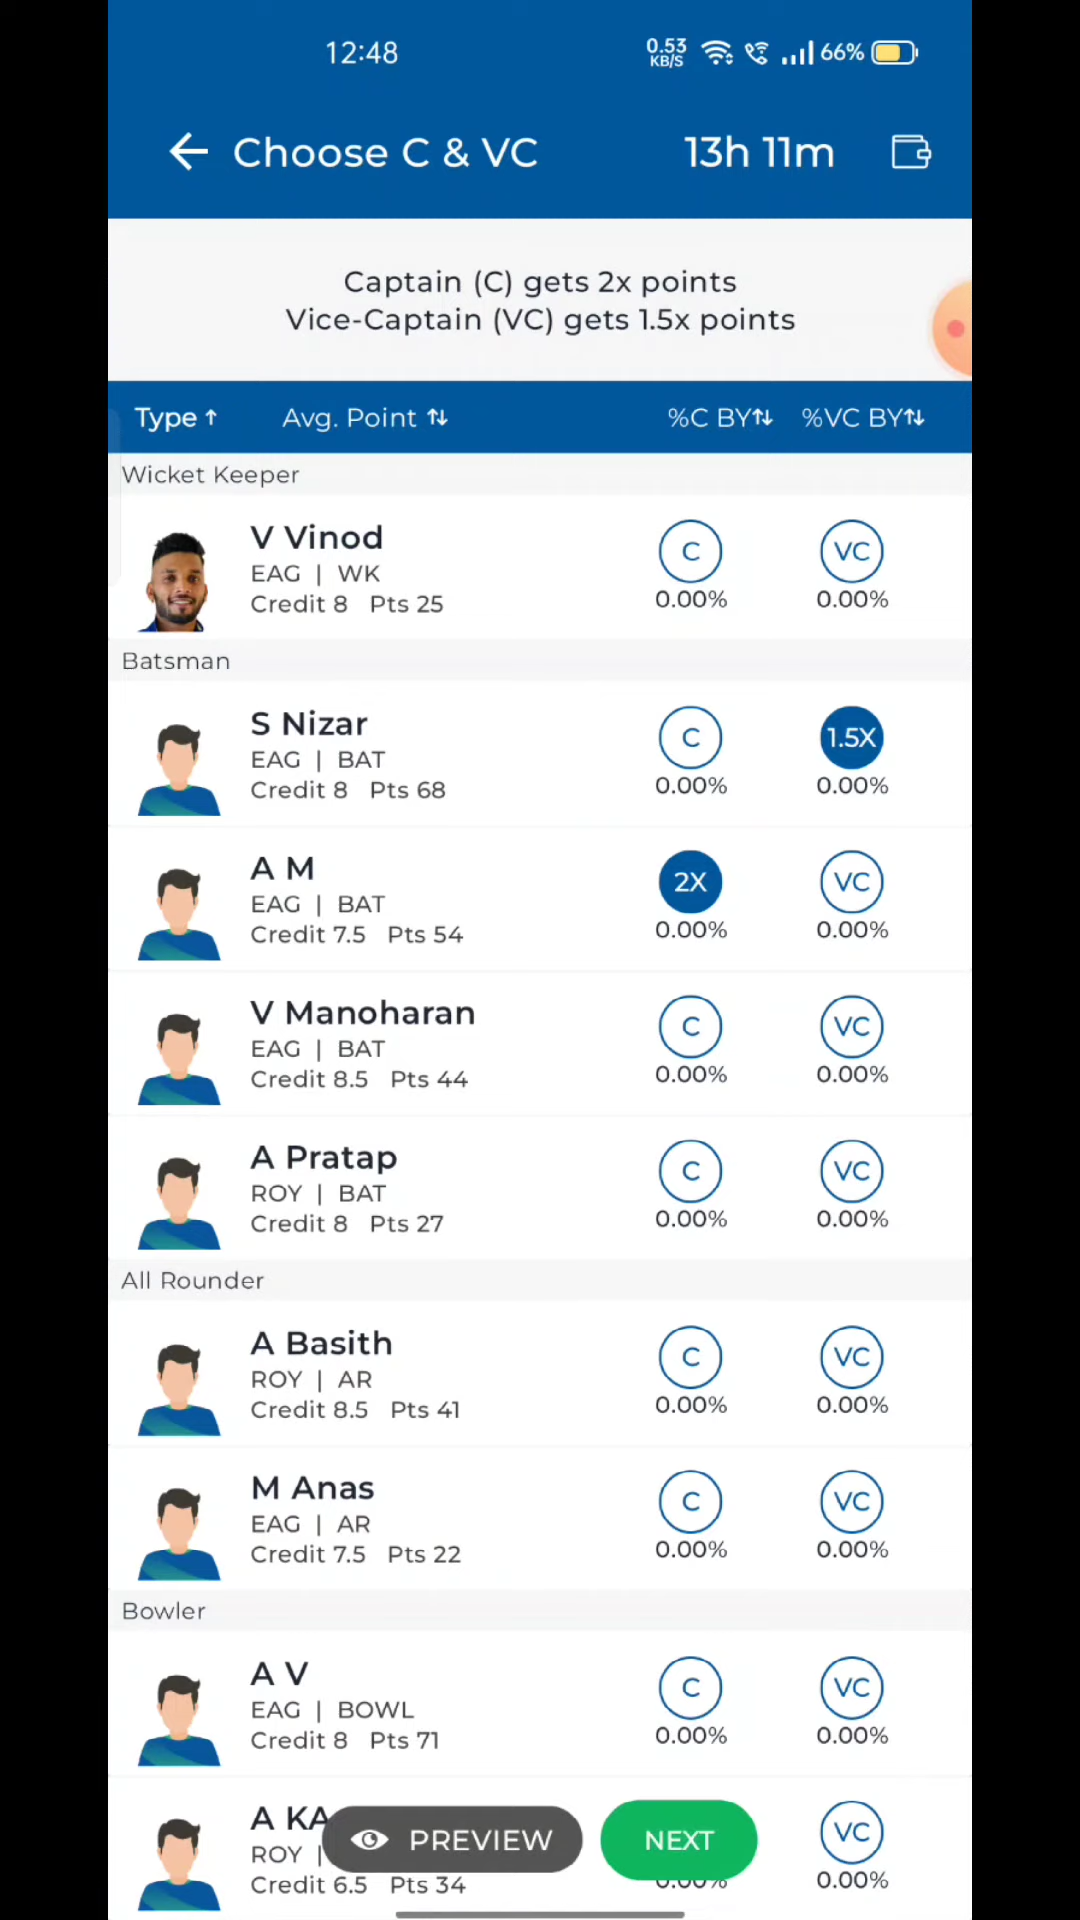 12:48
0.53
KB/S
66%
Choose C & VC
13h 11m
Captain (C) gets 2x points
Vice-Captain (VC) gets 1.5x points
Type Avg. Point %C BY %VC BY
Wicket Keeper
V Vinod
EAG | WK
Credit 8 Pts 25
C
0.00%
VC
0.00%
Batsman
S Nizar
EAG | BAT
Credit 8 Pts 68
C
0.00%
1.5X
0.00%
A M
EAG | BAT
Credit 7.5 Pts 54
2X
0.00%
VC
0.00%
V Manoharan
EAG | BAT
Credit 8.5 Pts 44
C
0.00%
VC
0.00%
A Pratap
ROY | BAT
Credit 8 Pts 27
C
0.00%
VC
0.00%
All Rounder
A Basith
ROY | AR
Credit 8.5 Pts 41
C
0.00%
VC
0.00%
M Anas
EAG | AR
Credit 7.5 Pts 22
C
0.00%
VC
0.00%
Bowler
A V
EAG | BOWL
Credit 8 Pts 71
C
0.00%
VC
0.00%
A KA
ROY |
Credit 6.5 Pts 34
PREVIEW
NEXT
VC
0.00%